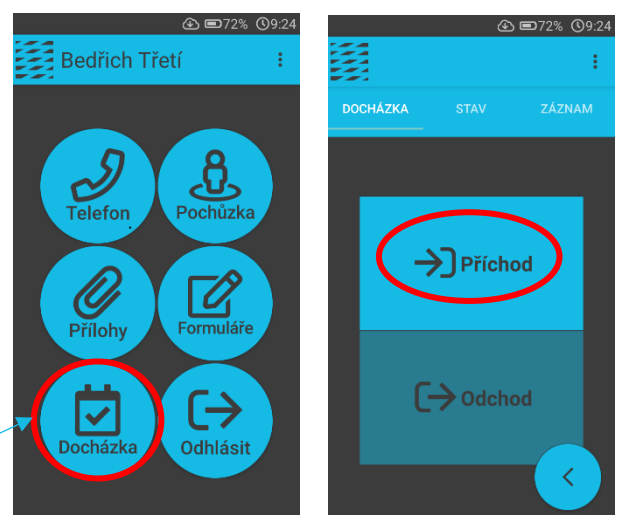 72% 9:24
Bedřich Třetí
Telefon
Pochůzka
Přílohy
Formuláře
Docházka
Odhlásit
72% 9:24
DOCHÁZKA STAV ZÁZNAM
Příchod
Odchod